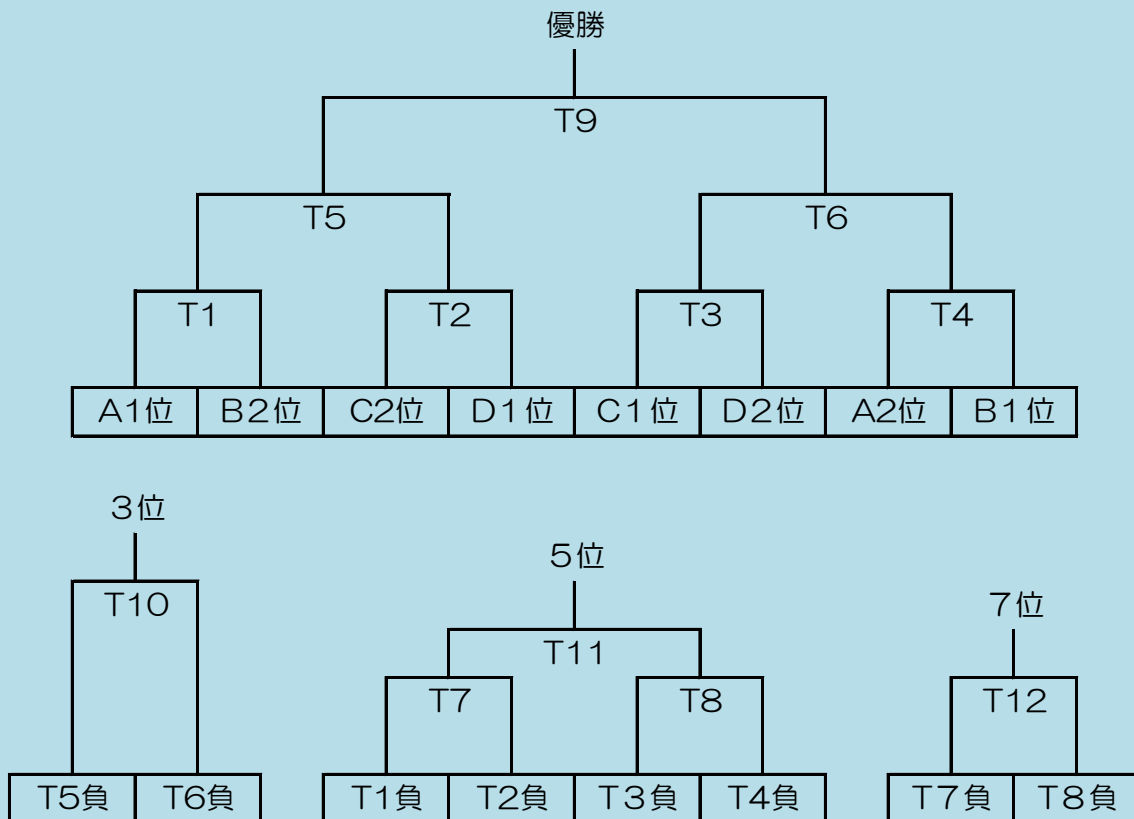 優勝
T9
T5 T6
T1 T2 T3 T4
A1位 B2位 C2位 D1位 C1位 D2位 A2位 B1位
3位
5位
7位
T10
T11
T7 T8 T12
T5負 T6負 T1負 T2負 T3負 T4負 T7負 T8負